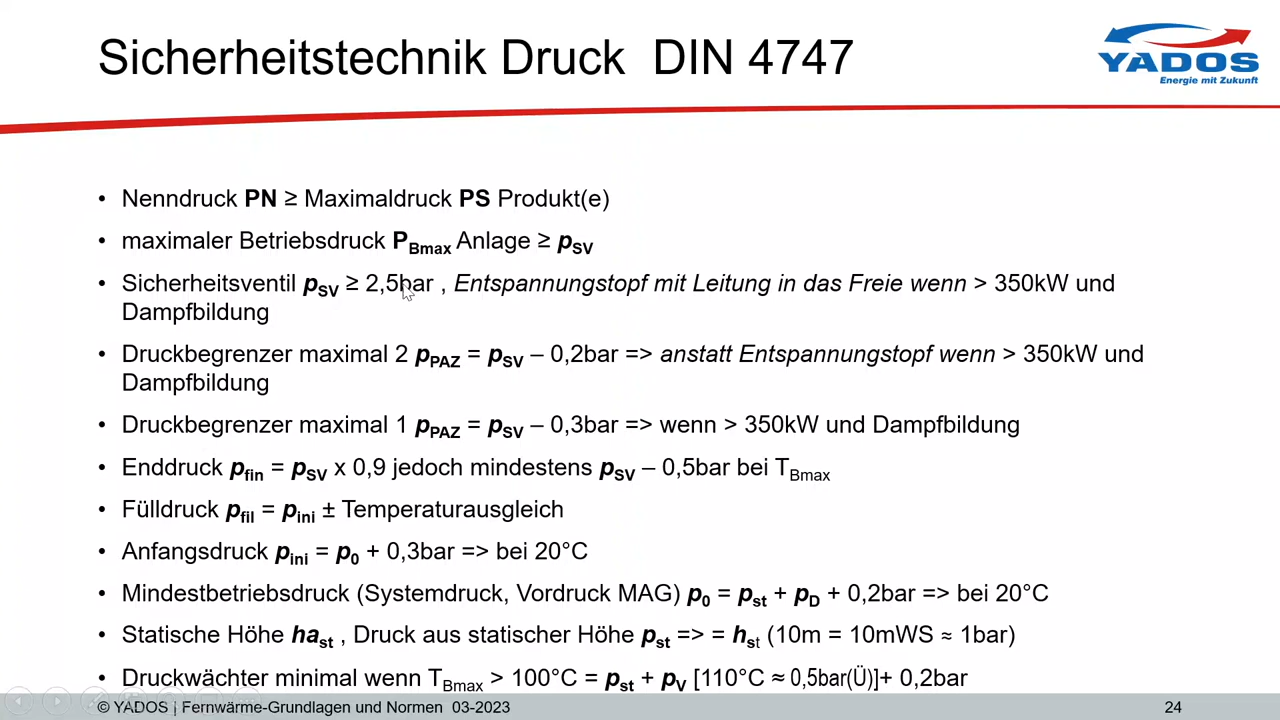 Sicherheitstechnik Druck DIN 4747
YADOS
Energie mit Zukunft
• Nenndruck PN ≥ Maximaldruck PS Produkt(e)
• maximaler Betriebsdruck PBmax Anlage ≥ pSV
• Sicherheitsventil pSV ≥ 2,5bar , Entspannungstopf mit Leitung in das Freie wenn > 350kW und
Dampfbildung
• Druckbegrenzer maximal 2 pPAZ = pSV – 0,2bar => anstatt Entspannungstopf wenn > 350kW und
Dampfbildung
• Druckbegrenzer maximal 1 pPAZ = pSV – 0,3bar => wenn > 350kW und Dampfbildung
• Enddruck pfin = pSV x 0,9 jedoch mindestens pSV – 0,5bar bei TBmax
• Fülldruck pfil = pini ± Temperaturausgleich
• Anfangsdruck pini = p0 + 0,3bar => bei 20°C
• Mindestbetriebsdruck (Systemdruck, Vordruck MAG) p0 = pst + pD + 0,2bar => bei 20°C
• Statische Höhe hast , Druck aus statischer Höhe pst => = hst (10m = 10mWS ≈ 1bar)
• Druckwächter minimal wenn TBmax > 100°C = pst + pV [110°C ≈ 0,5bar(Ü)]+ 0,2bar
© YADOS | Fernwärme-Grundlagen und Normen 03-2023
24